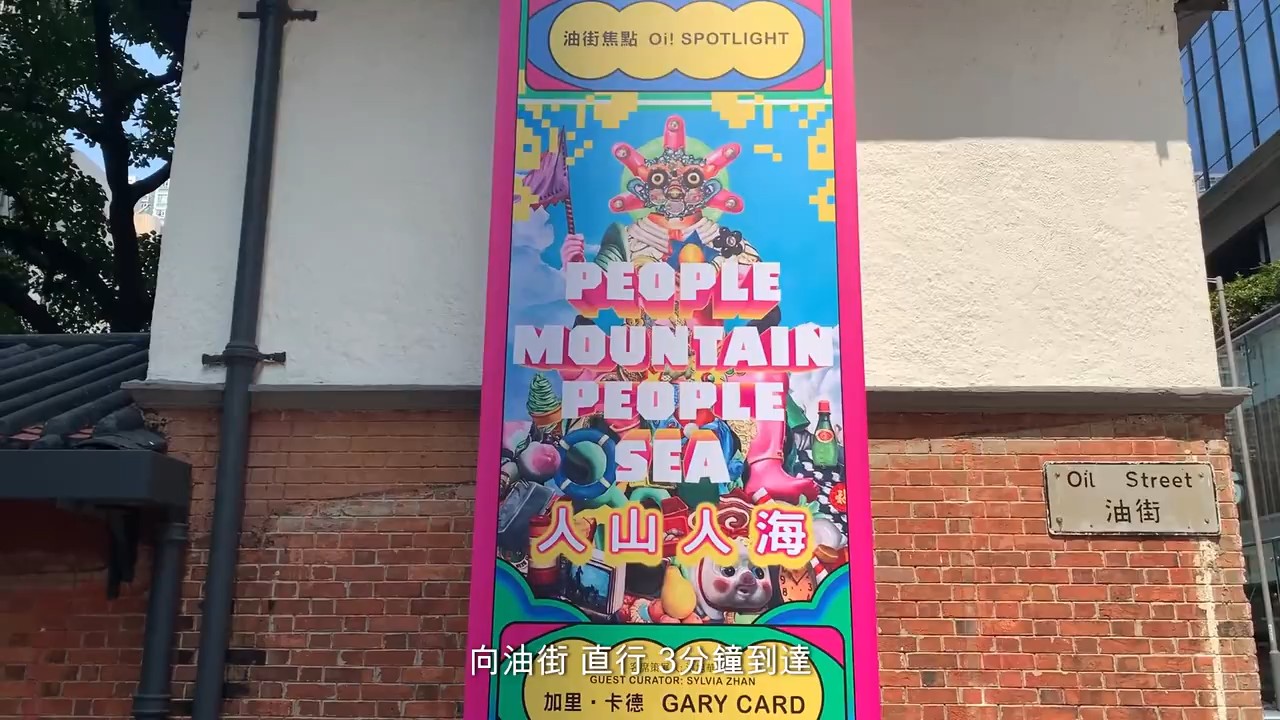 油街焦點 Oi! SPOTLIGHT
PEOPLE
MOUNTAIN
PEOPLE
SEA
人山人海
Oil Street
油街
向油街 直行 3分鐘到達
GUEST CURATOR: SYLVIA ZHAN
加里·卡德 GARY CARD